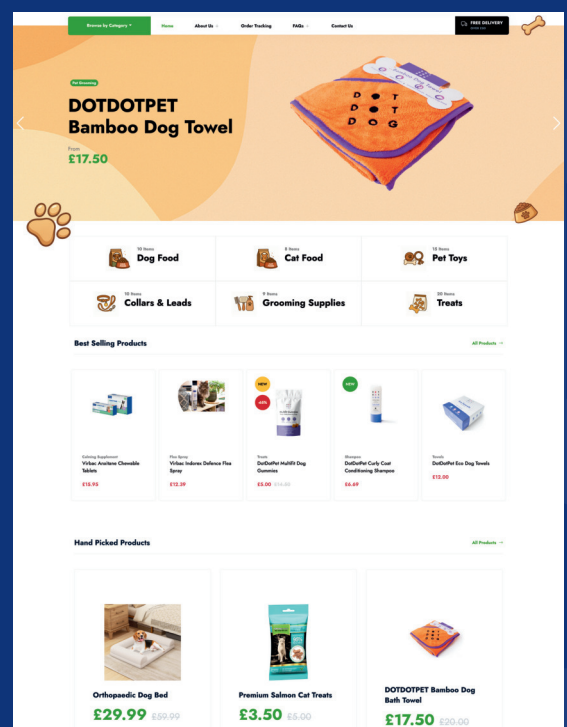 Browse by Category
Home
About Us
Order Tracking
FAQs
Contact Us
FREE DELIVERY
Pet Grooming
DOTDOTPET
Bamboo Dog Towel
From
£17.50
DOT
DOT
DOG
10 Items
Dog Food
8 Items
Cat Food
15 Items
Pet Toys
10 Items
Collars & Leads
9 Items
Grooming Supplies
20 Items
Treats
Best Selling Products
All Products →
NEW
-66%
NEW
Calming Supplement
Virbac Anxitane Chewable
Tablets
£15.95
Flea Spray
Virbac Indorex Defence Flea
Spray
£12.39
Treats
DotDotPet Multifit Dog
Gummies
£5.00
Shampoo
DotDotPet Curly Coat
Conditioning Shampoo
£6.69
Towels
DotDotPet Eco Dog Towels
£12.00
Hand Picked Products
All Products →
Orthopaedic Dog Bed
£29.99 £59.99
Premium Salmon Cat Treats
£3.50 £5.00
DOTDOTPET Bamboo Dog
Bath Towel
£17.50 £20.00